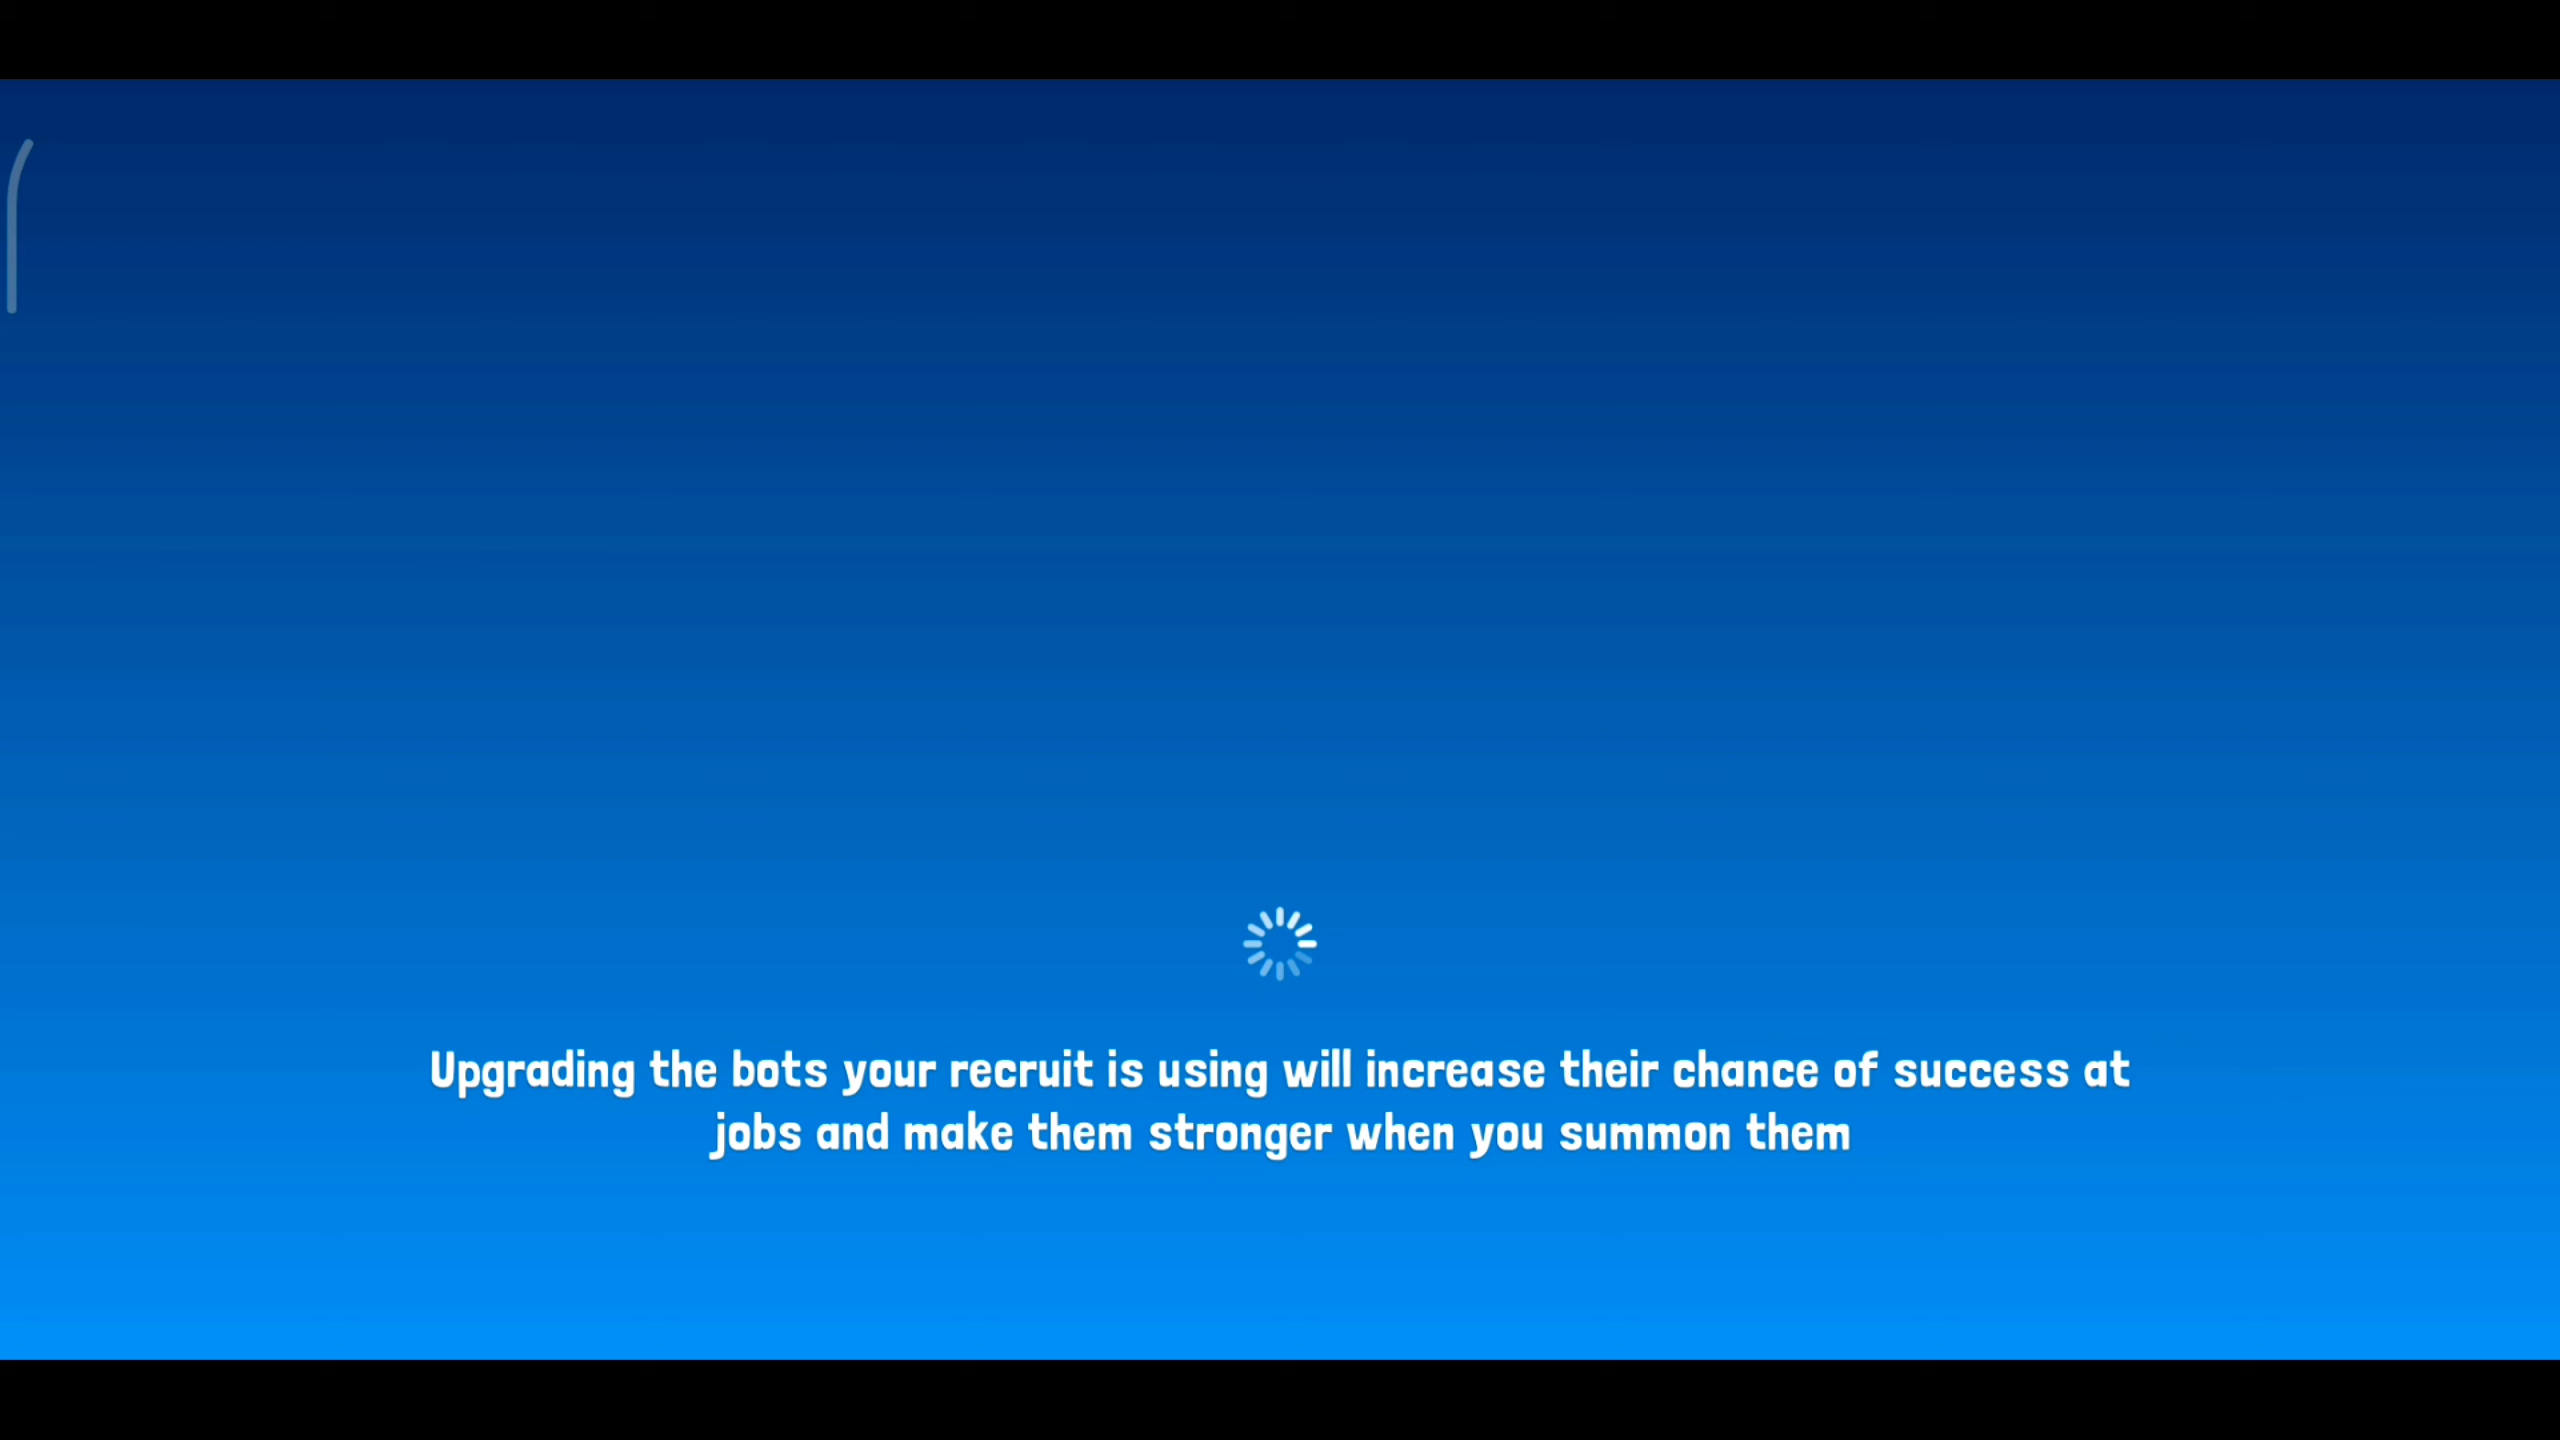 Upgrading the bots your recruit is using will increase their chance of success at
jobs and make them stronger when you summon them